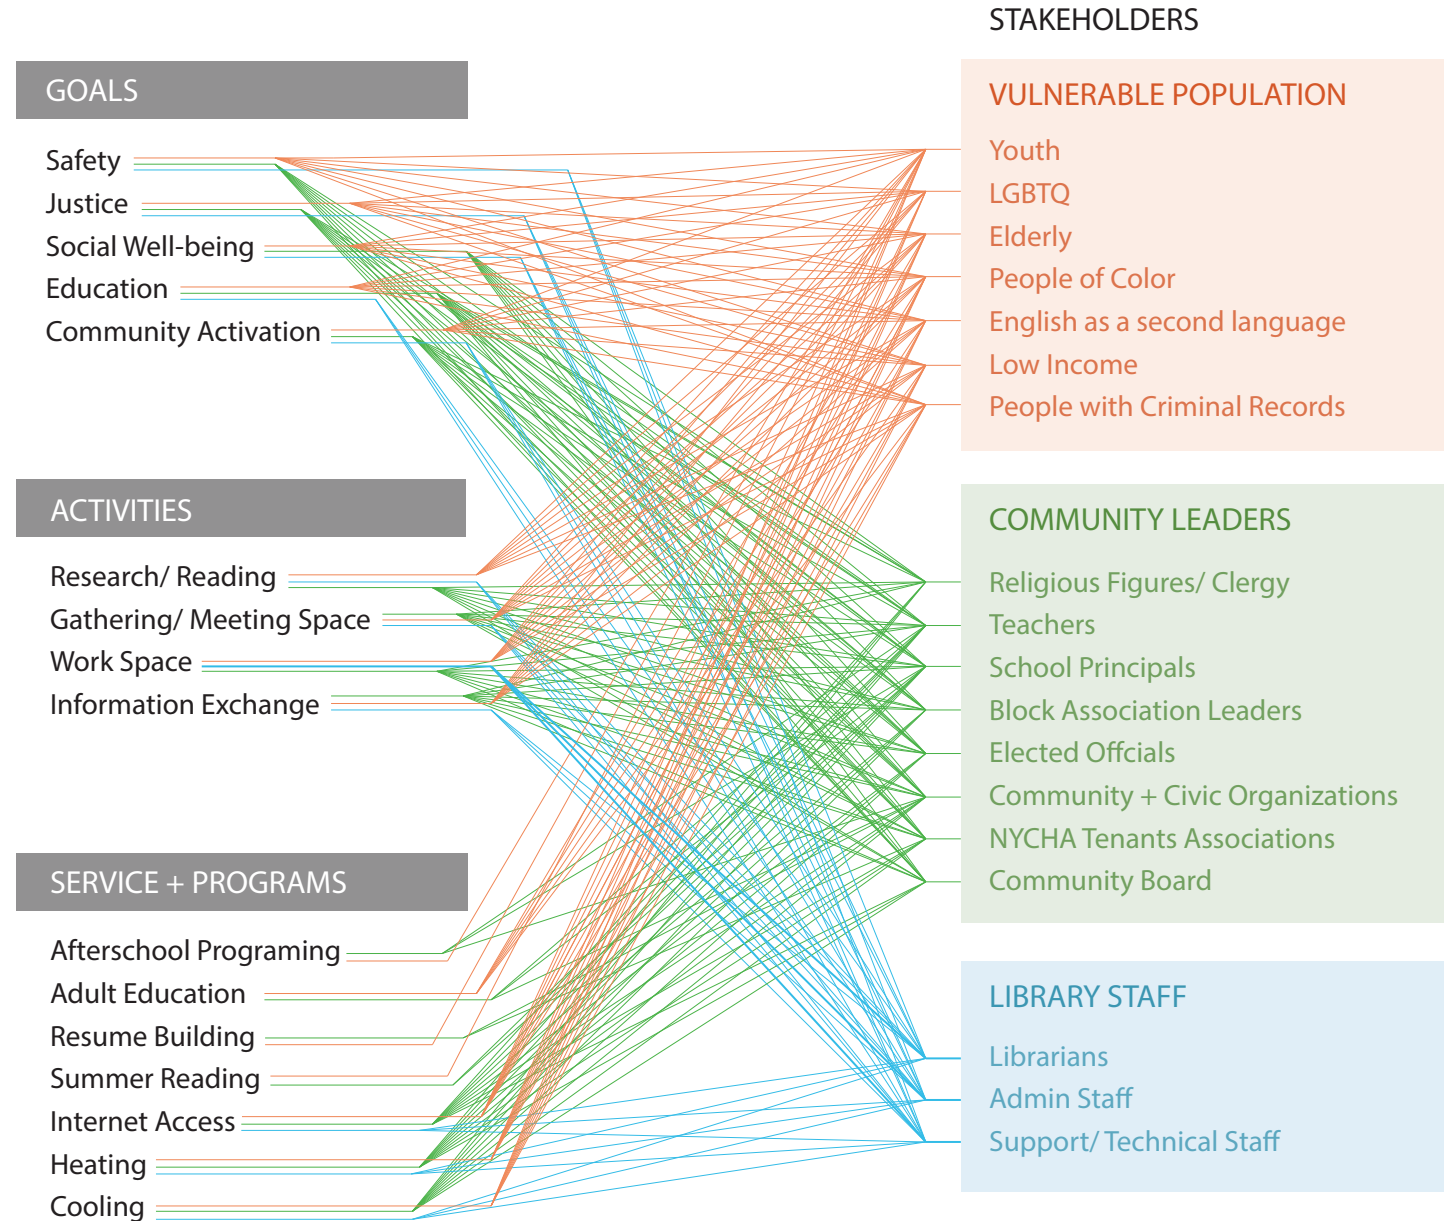 STAKEHOLDERS
GOALS
Safety
Justice
Social Well-being
Education
Community Activation
ACTIVITIES
Research/ Reading
Gathering/ Meeting Space
Work Space
Information Exchange
SERVICE + PROGRAMS
Afterschool Programing
Adult Education
Resume Building
Summer Reading
Internet Access
Heating
Cooling
VULNERABLE POPULATION
Youth
LGBTQ
Elderly
People of Color
English as a second language
Low Income
People with Criminal Records
COMMUNITY LEADERS
Religious Figures/ Clergy
Teachers
School Principals
Block Association Leaders
Elected Offcials
Community + Civic Organizations
NYCHA Tenants Associations
Community Board
LIBRARY STAFF
Librarians
Admin Staff
Support/ Technical Staff